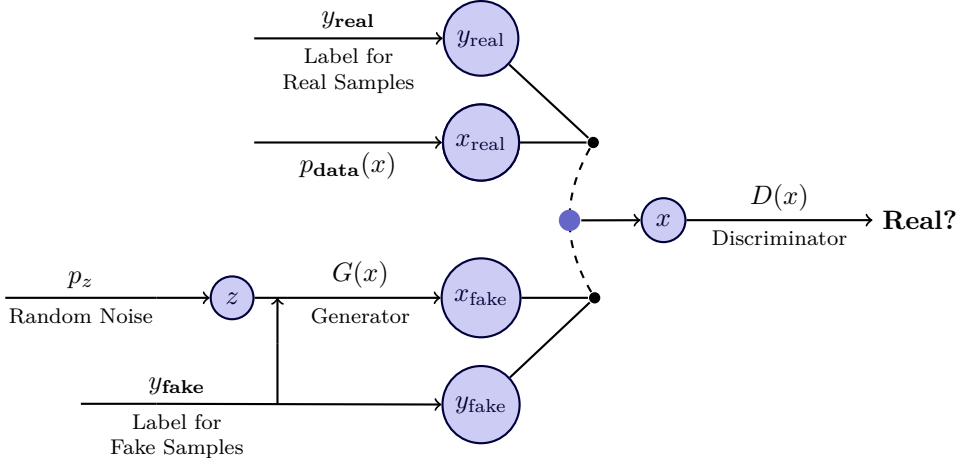 y_real
Label for
Real Samples
y_real
p_data(x)
x_real
x
D(x)
Discriminator
Real?
p_z
Random Noise
z
G(x)
Generator
x_fake
y_fake
Label for
Fake Samples
y_fake